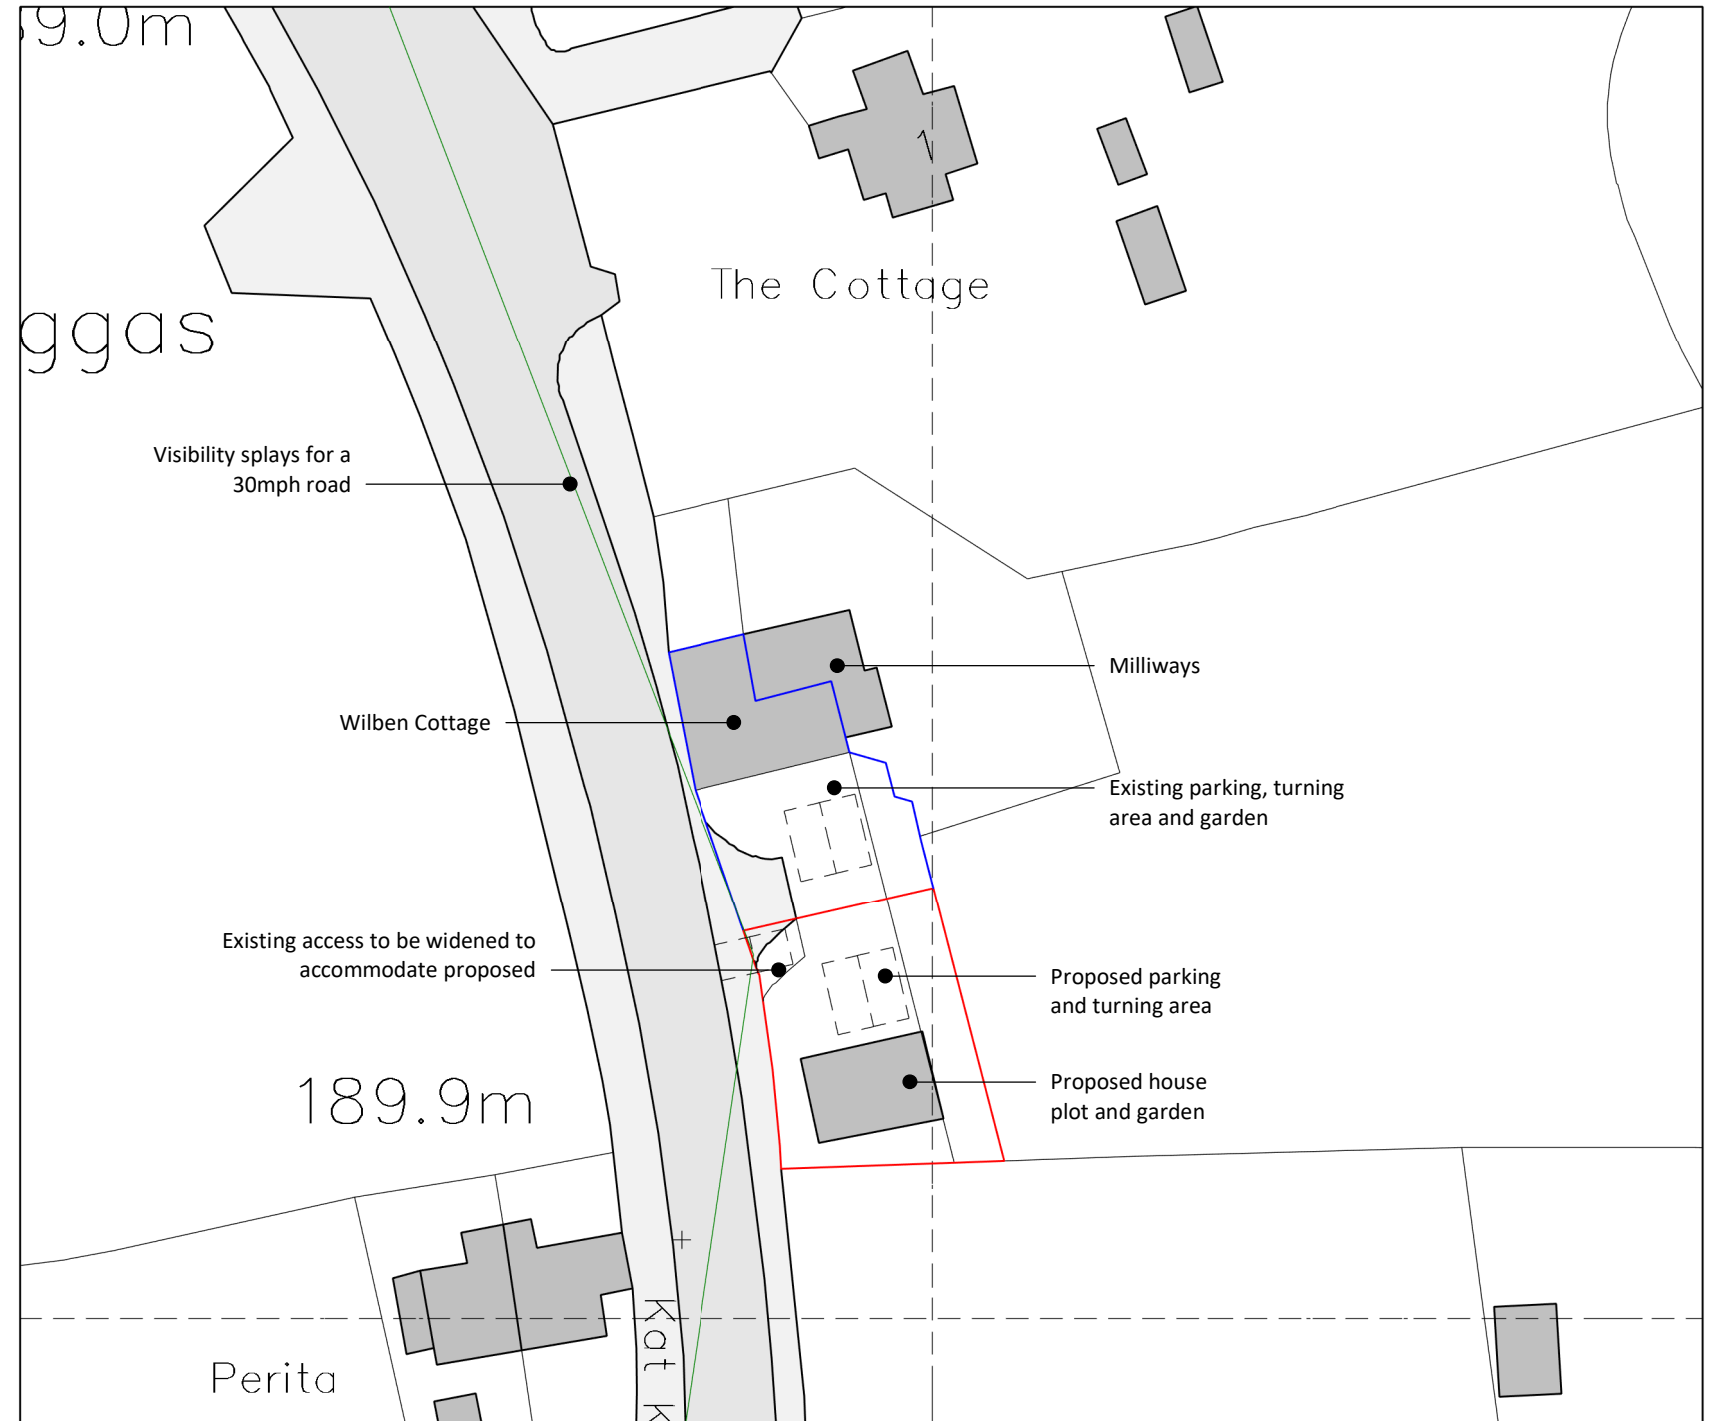 9.0m
The Cottage
ggas
Visibility splays for a
30mph road
Milliways
Wilben Cottage
Existing parking, turning
area and garden
Existing access to be widened to
accommodate proposed
Proposed parking
and turning area
Proposed house
plot and garden
189.9m
Perita
Kat K
1